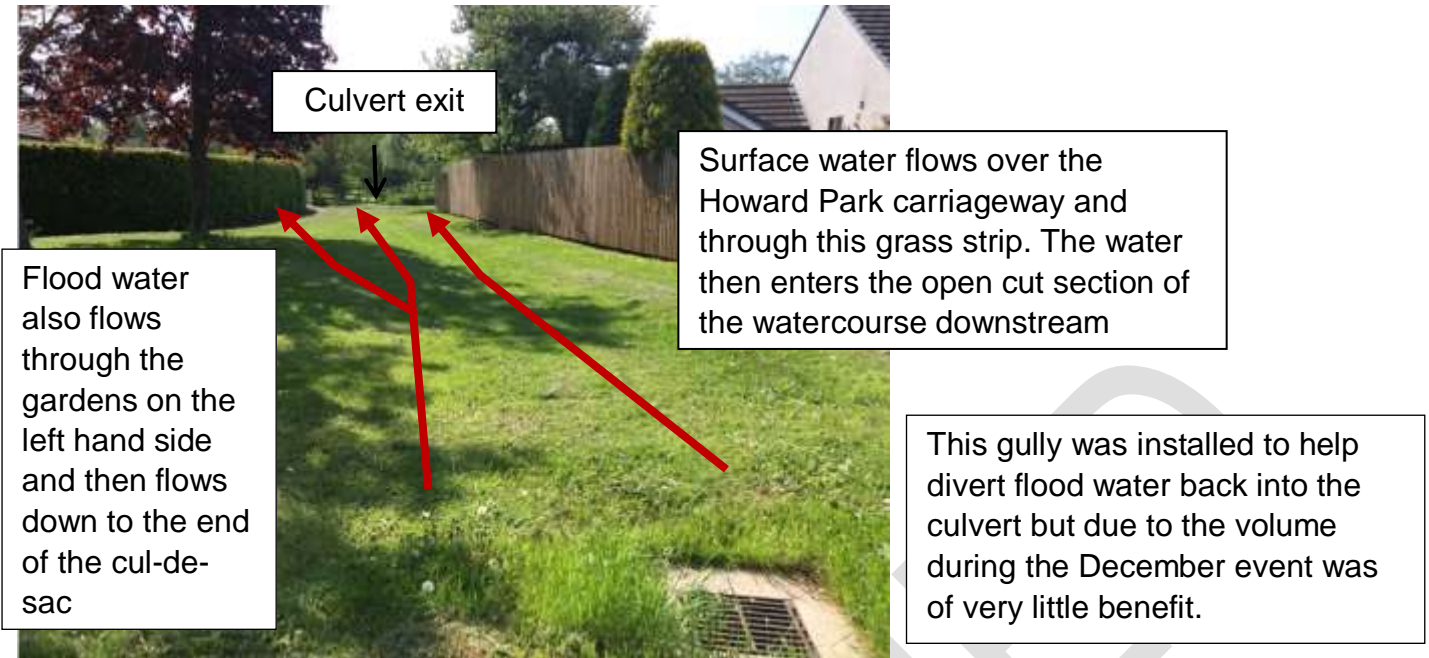 Culvert exit
Surface water flows over the
Howard Park carriageway and
through this grass strip. The water
then enters the open cut section of
the watercourse downstream
Flood water
also flows
through the
gardens on the
left hand side
and then flows
down to the end
of the cul-de-
sac
This gully was installed to help
divert flood water back into the
culvert but due to the volume
during the December event was
of very little benefit.